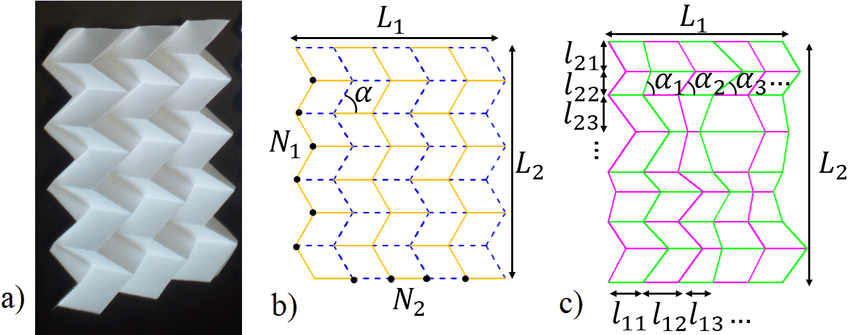 a)
L₁
α
N₁
L₂
N₂
b)
L₁
l₂₁
l₂₂
l₂₃
⋮
α₁ α₂ α₃...
L₂
l₁₁ l₁₂ l₁₃ ...
c)